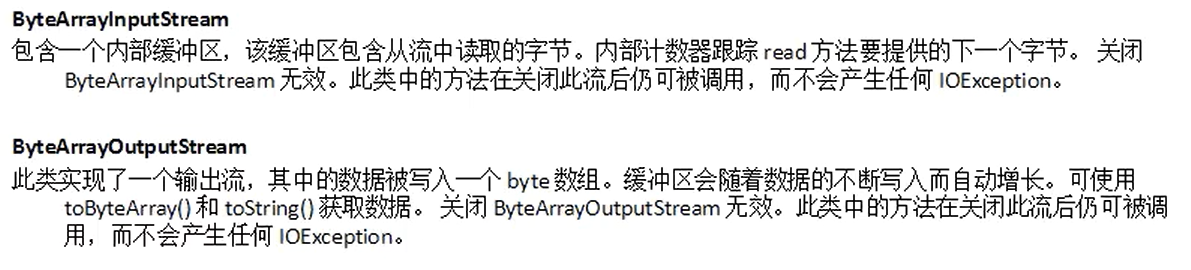 ByteArrayInputStream
包含一个内部缓冲区，该缓冲区包含从流中读取的字节。内部计数器跟踪 read 方法要提供的下一个字节。 关闭
ByteArrayInputStream 无效。此类中的方法在关闭此流后仍可被调用，而不会产生任何 IOException。
ByteArrayOutputStream
此类实现了一个输出流，其中的数据被写入一个 byte 数组。缓冲区会随着数据的不断写入而自动增长。可使用
toByteArray() 和 toString() 获取数据。 关闭 ByteArrayOutputStream 无效。此类中的方法在关闭此流后仍可被调
用，而不会产生任何 IOException。